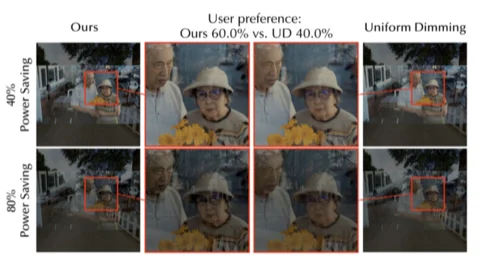 Ours
User preference:
Ours 60.0% vs. UD 40.0%
Uniform Dimming
40%
Power Saving
80%
Power Saving